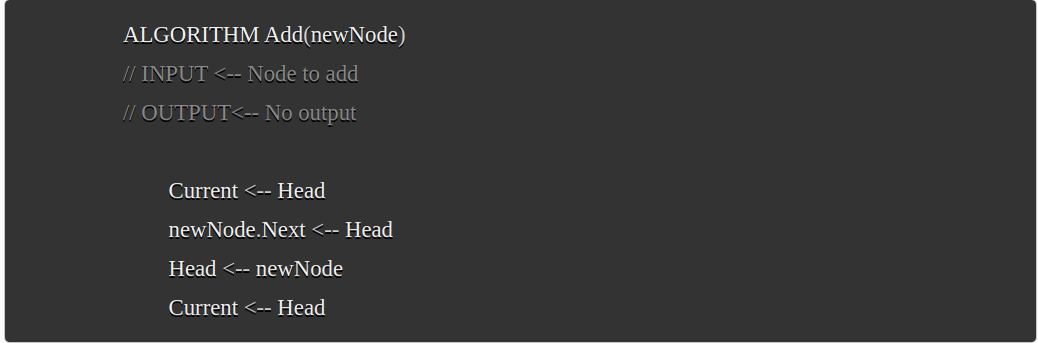 ALGORITHM Add(newNode)
// INPUT <-- Node to add
// OUTPUT<-- No output
Current <-- Head
newNode.Next <-- Head
Head <-- newNode
Current <-- Head